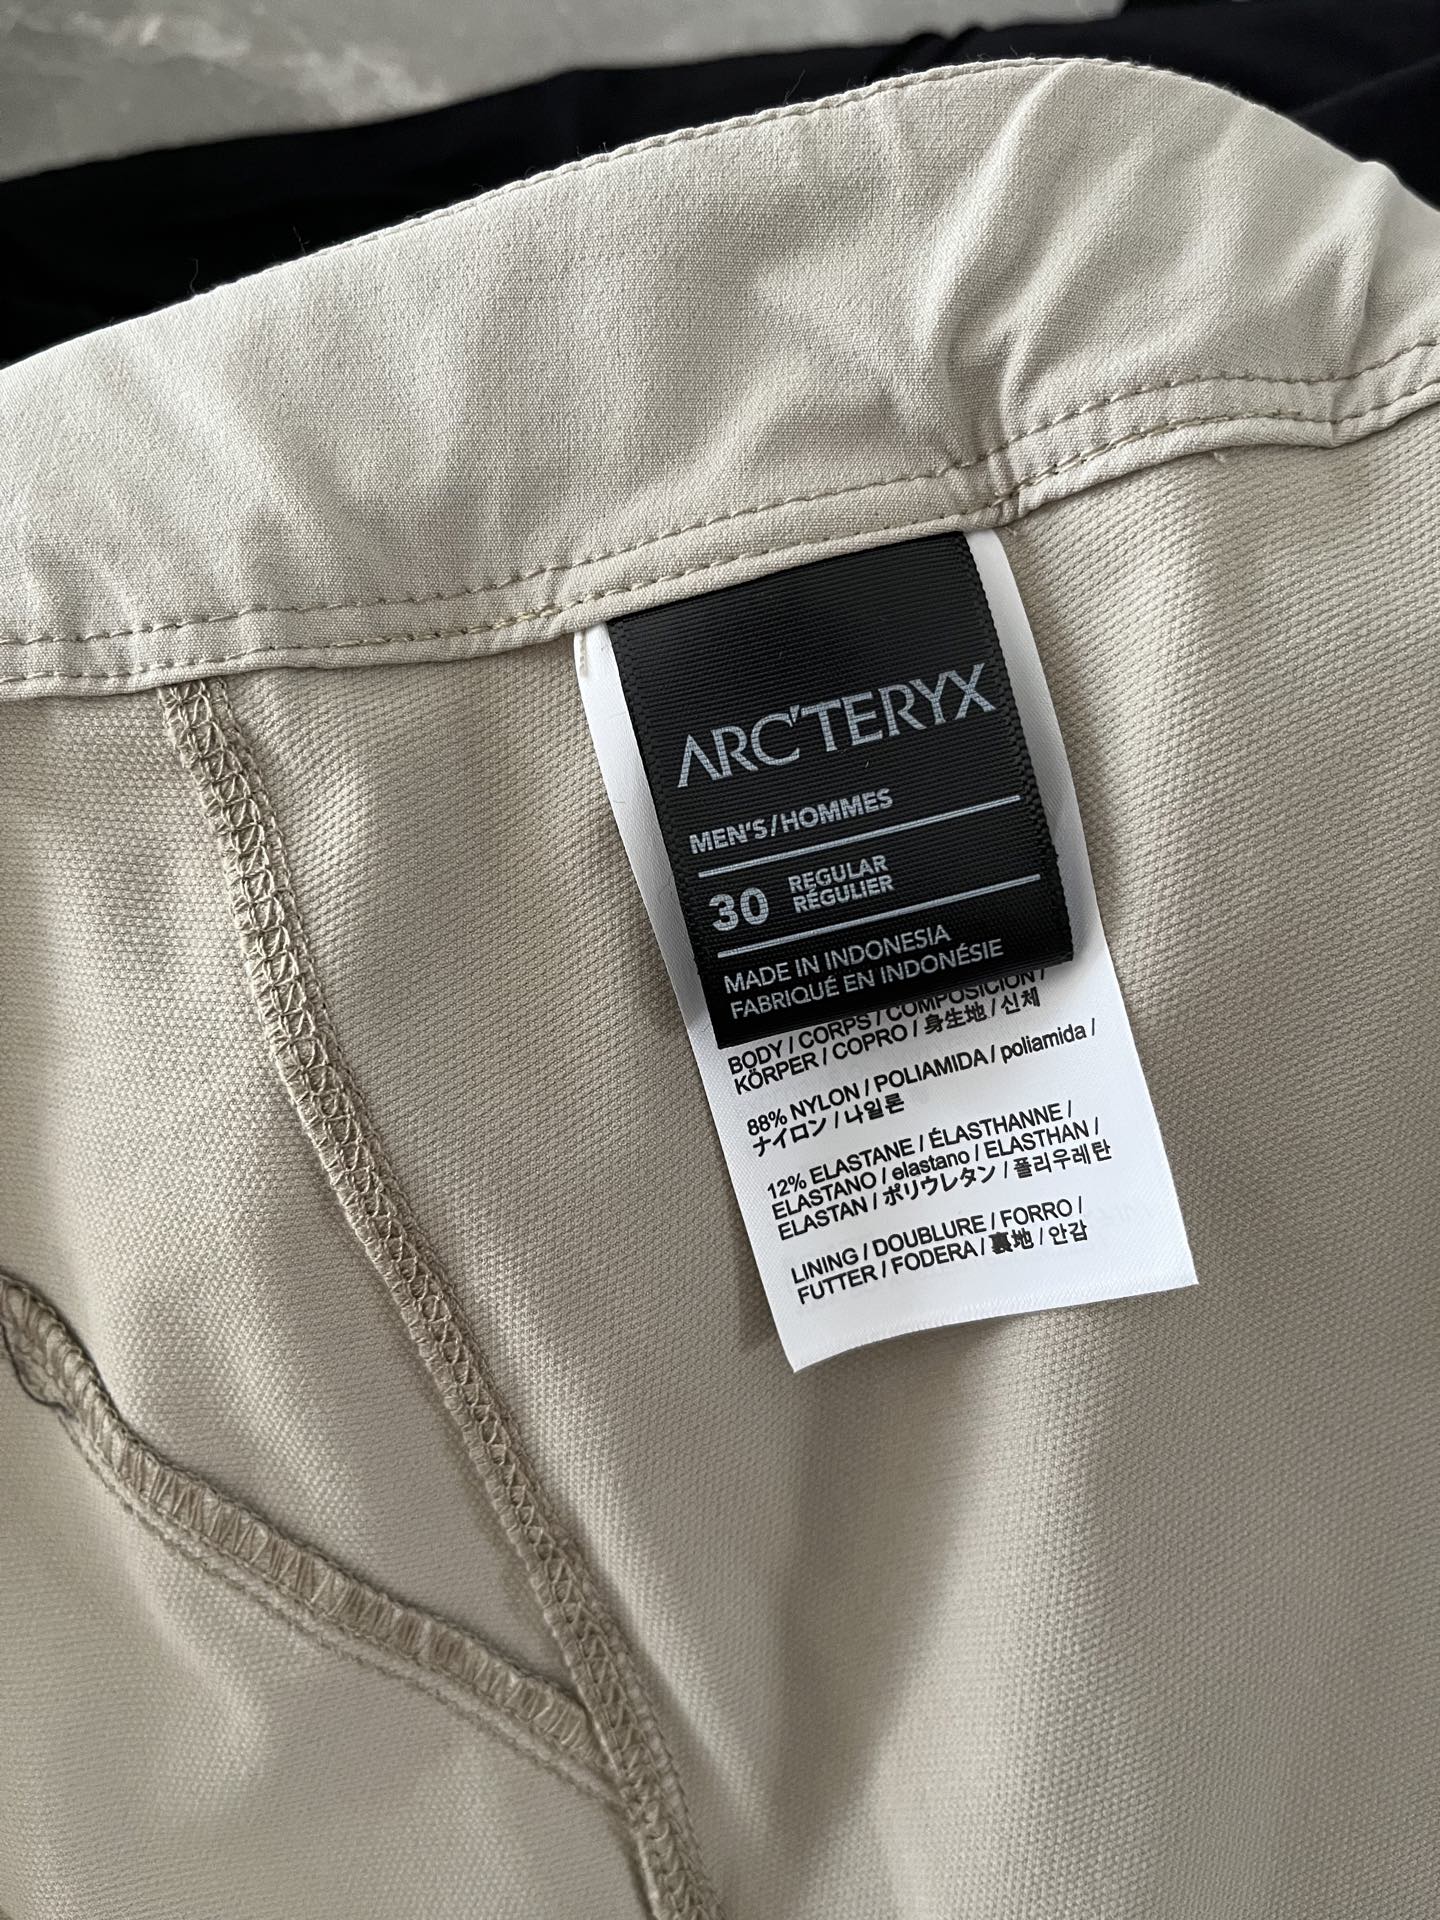 ARC'TERYX
MEN'S/HOMMES
30
REGULAR
RÉGULIER
MADE IN INDONESIA
FABRIQUÉ EN INDONÉSIE
BODY / CORPS / COMPOSICIÓN /
KÖRPER / COPRO / 身生地 / 신체
88% NYLON / POLIAMIDA / poliamida /
ナイロン / 나일론
12% ELASTANE / ÉLASTHANNE /
ELASTANO / elastano / ELASTHAN /
ELASTAN / ポリウレタン / 폴리우레탄
LINING / DOUBLURE / FORRO /
FUTTER / FODERA / 裏地 / 안감